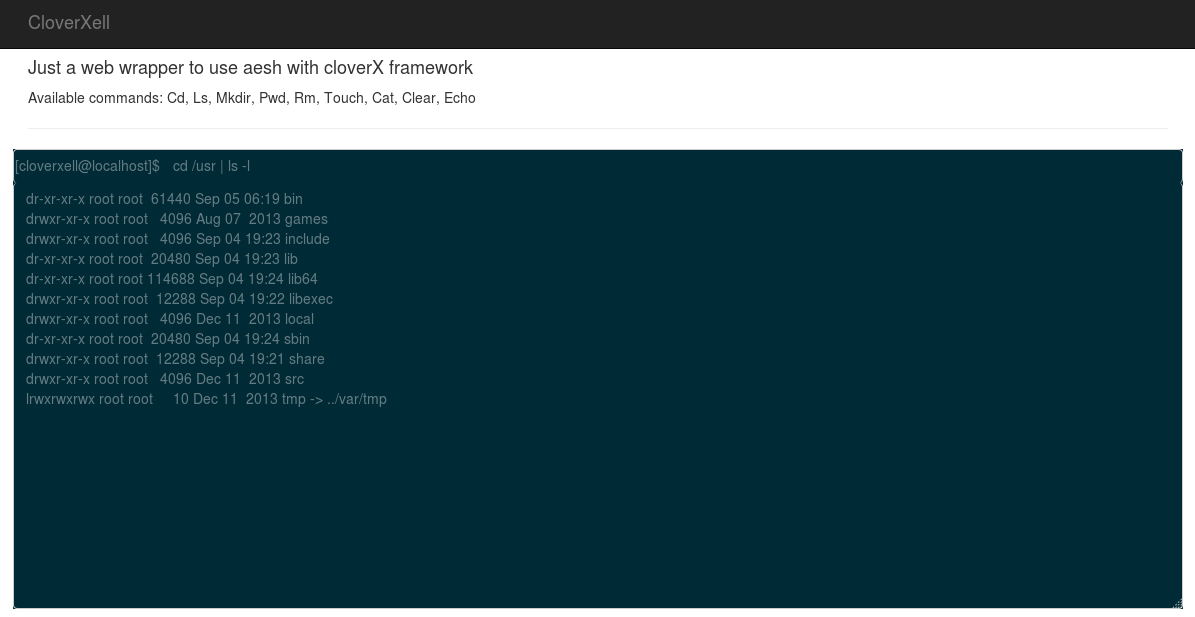 CloverXell
Just a web wrapper to use aesh with cloverX framework
Available commands: Cd, Ls, Mkdir, Pwd, Rm, Touch, Cat, Clear, Echo
[cloverxell@localhost]$ cd /usr | ls -l
dr-xr-xr-x root root 61440 Sep 05 06:19 bin
drwxr-xr-x root root 4096 Aug 07 2013 games
drwxr-xr-x root root 4096 Sep 04 19:23 include
dr-xr-xr-x root root 20480 Sep 04 19:23 lib
dr-xr-xr-x root root 114688 Sep 04 19:24 lib64
drwxr-xr-x root root 12288 Sep 04 19:22 libexec
drwxr-xr-x root root 4096 Dec 11 2013 local
dr-xr-xr-x root root 20480 Sep 04 19:24 sbin
drwxr-xr-x root root 12288 Sep 04 19:21 share
drwxr-xr-x root root 4096 Dec 11 2013 src
lrwxrwxrwx root root 10 Dec 11 2013 tmp -> ../var/tmp